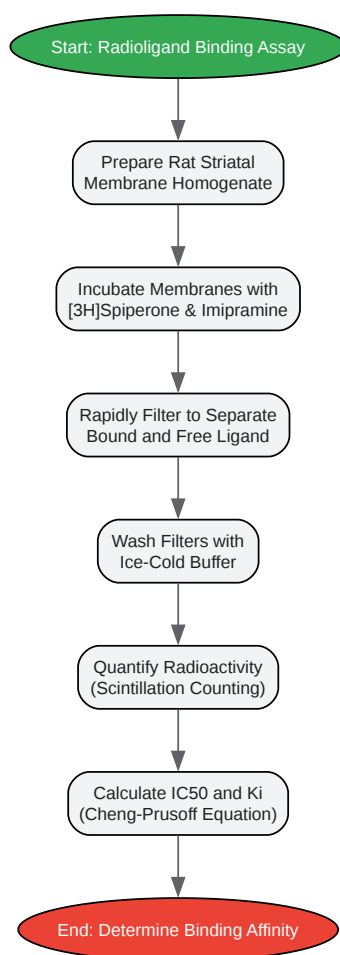 Start: Radioligand Binding Assay
Prepare Rat Striatal
Membrane Homogenate
Incubate Membranes with
[3H]Spiperone & Imipramine
Rapidly Filter to Separate
Bound and Free Ligand
Wash Filters with
Ice-Cold Buffer
Quantify Radioactivity
(Scintillation Counting)
Calculate IC50 and Ki
(Cheng-Prusoff Equation)
End: Determine Binding Affinity